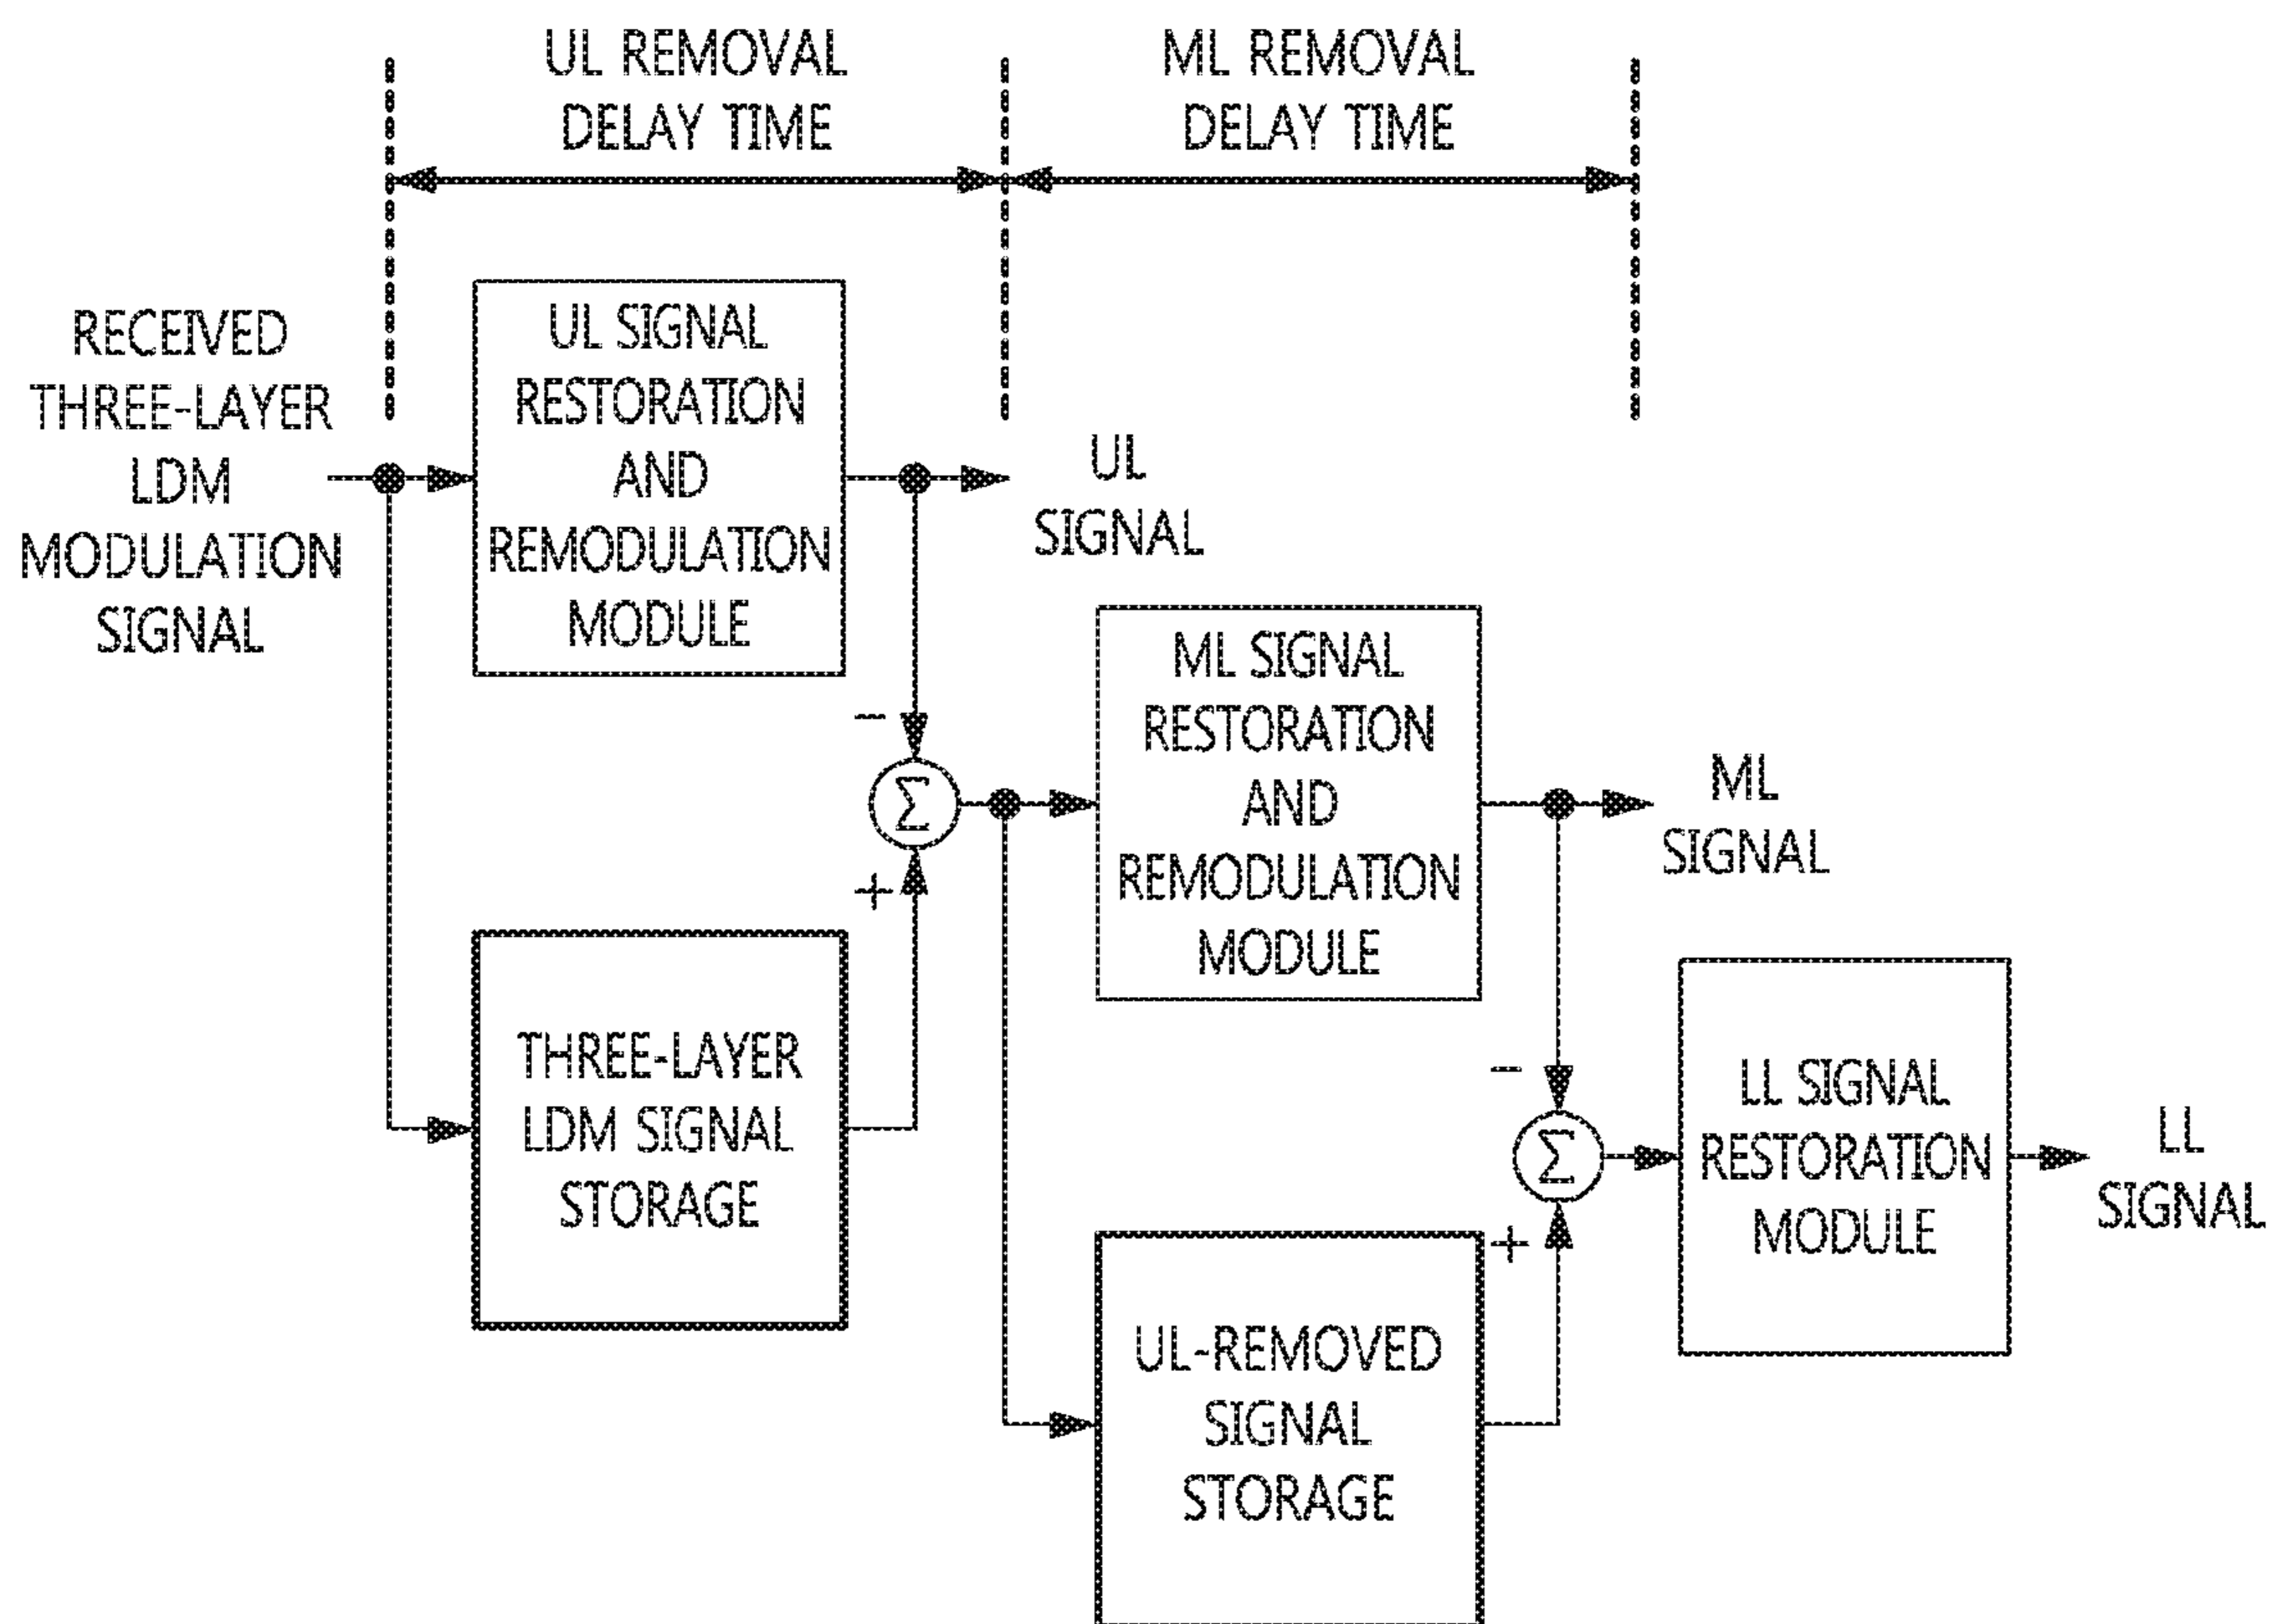 UL REMOVAL
DELAY TIME
ML REMOVAL
DELAY TIME
RECEIVED
THREE-LAYER
LDM
MODULATION
SIGNAL
UL SIGNAL
RESTORATION
AND
REMODULATION
MODULE
UL
SIGNAL
−
Σ
+
ML SIGNAL
RESTORATION
AND
REMODULATION
MODULE
ML
SIGNAL
THREE-LAYER
LDM SIGNAL
STORAGE
−
Σ
+
LL SIGNAL
RESTORATION
MODULE
LL
SIGNAL
UL-REMOVED
SIGNAL
STORAGE